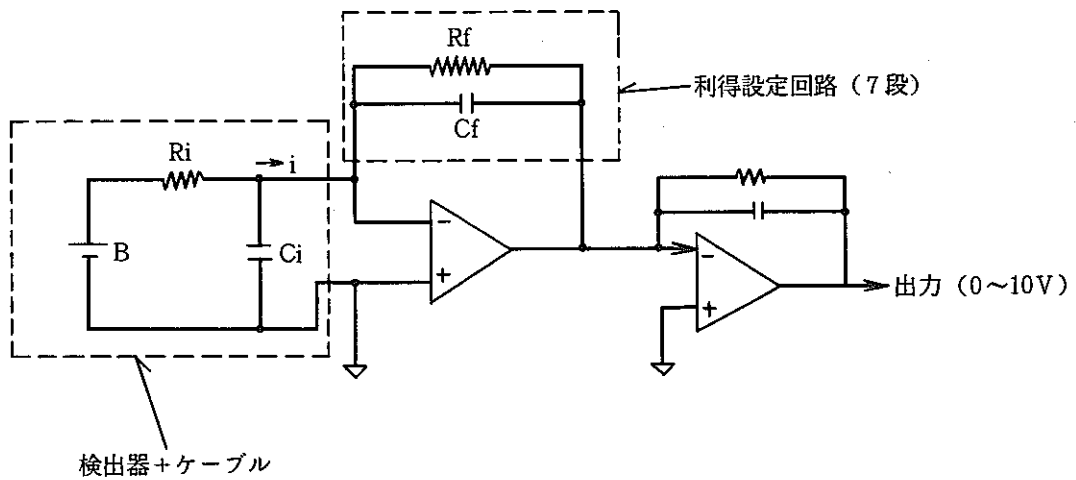 Rf
Cf
利得設定回路（7段）
Ri
i
B
Ci
−
+
−
+
出力（0～10V）
検出器＋ケーブル